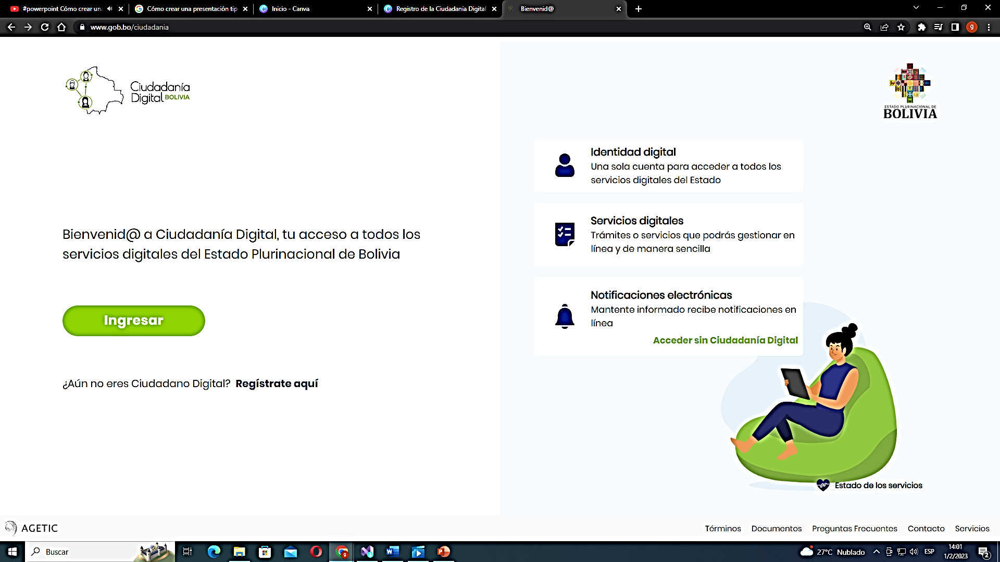 #powerpoint Cómo crear un
Cómo crear una presentación tip
Inicio - Canva
Registro de la Ciudadanía Digital
Bienvenid@
www.gob.bo/ciudadania
Ciudadanía
Digital BOLIVIA
ESTADO PLURINACIONAL DE
BOLIVIA
Identidad digital
Una sola cuenta para acceder a todos los
servicios digitales del Estado
Servicios digitales
Trámites o servicios que podrás gestionar en
línea y de manera sencilla
Notificaciones electrónicas
Mantente informado recibe notificaciones en
línea
Acceder sin Ciudadanía Digital
Bienvenid@ a Ciudadanía Digital, tu acceso a todos los
servicios digitales del Estado Plurinacional de Bolivia
Ingresar
¿Aún no eres Ciudadano Digital? Regístrate aquí
Estado de los servicios
AGETIC
Términos Documentos Preguntas Frecuentes Contacto Servicios
Buscar
27°C Nublado
ESP
14:01
1/2/2023
2